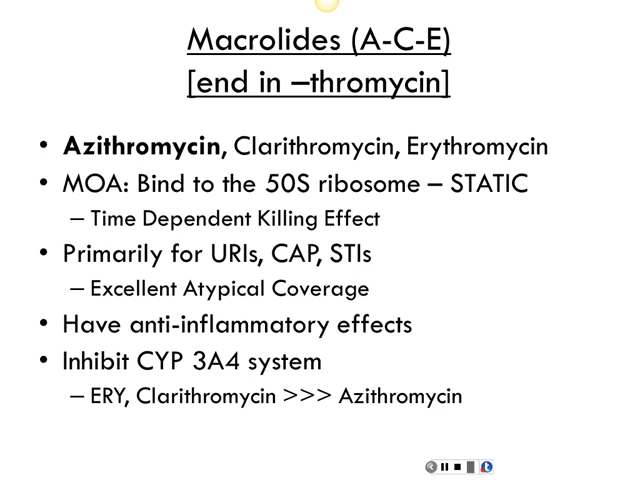 Macrolides (A-C-E)
[end in –thromycin]
• Azithromycin, Clarithromycin, Erythromycin
• MOA: Bind to the 50S ribosome – STATIC
– Time Dependent Killing Effect
• Primarily for URIs, CAP, STIs
– Excellent Atypical Coverage
• Have anti-inflammatory effects
• Inhibit CYP 3A4 system
– ERY, Clarithromycin >>> Azithromycin